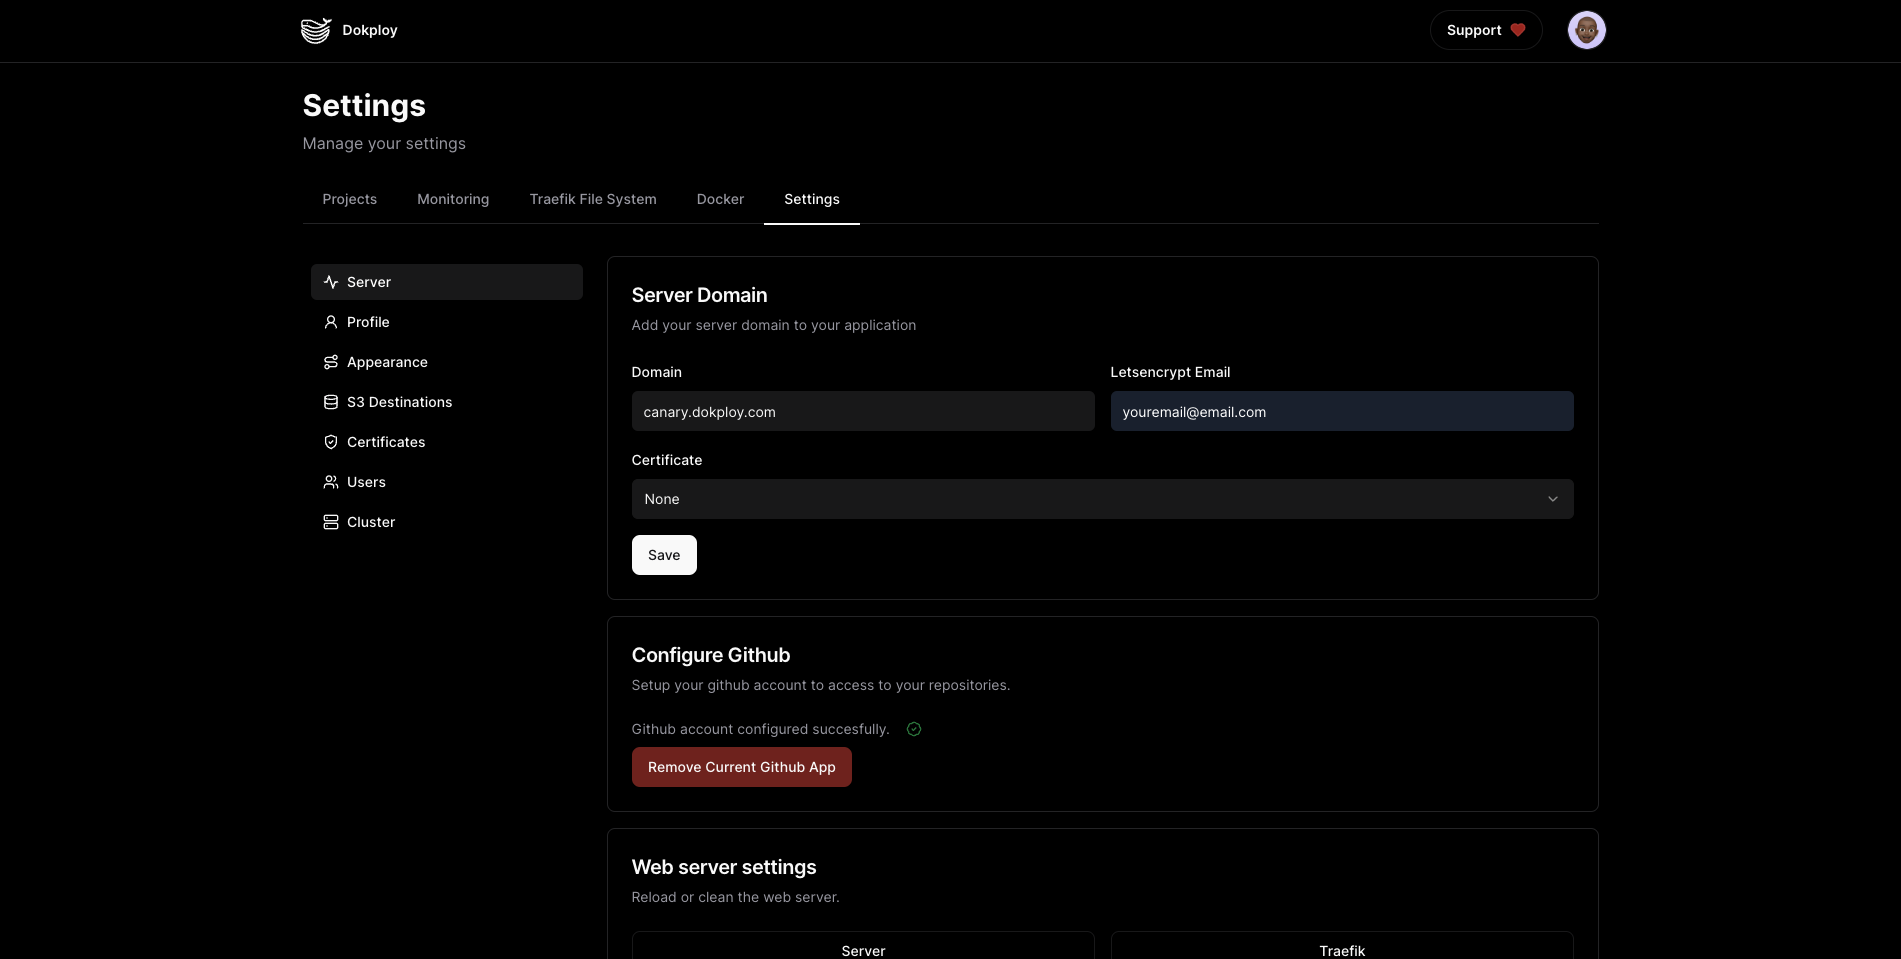 Dokploy
Support
Settings
Manage your settings
Projects
Monitoring
Traefik File System
Docker
Settings
Server
Profile
Appearance
S3 Destinations
Certificates
Users
Cluster
Server Domain
Add your server domain to your application
Domain
Letsencrypt Email
canary.dokploy.com
youremail@email.com
Certificate
None
Save
Configure Github
Setup your github account to access to your repositories.
Github account configured succesfully.
Remove Current Github App
Web server settings
Reload or clean the web server.
Server
Traefik